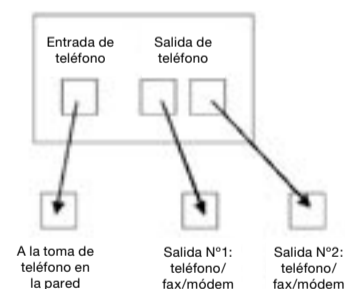 Entrada de
teléfono
Salida de
teléfono
A la toma de
teléfono en
la pared
Salida Nº1:
teléfono/
fax/módem
Salida Nº2:
teléfono/
fax/módem